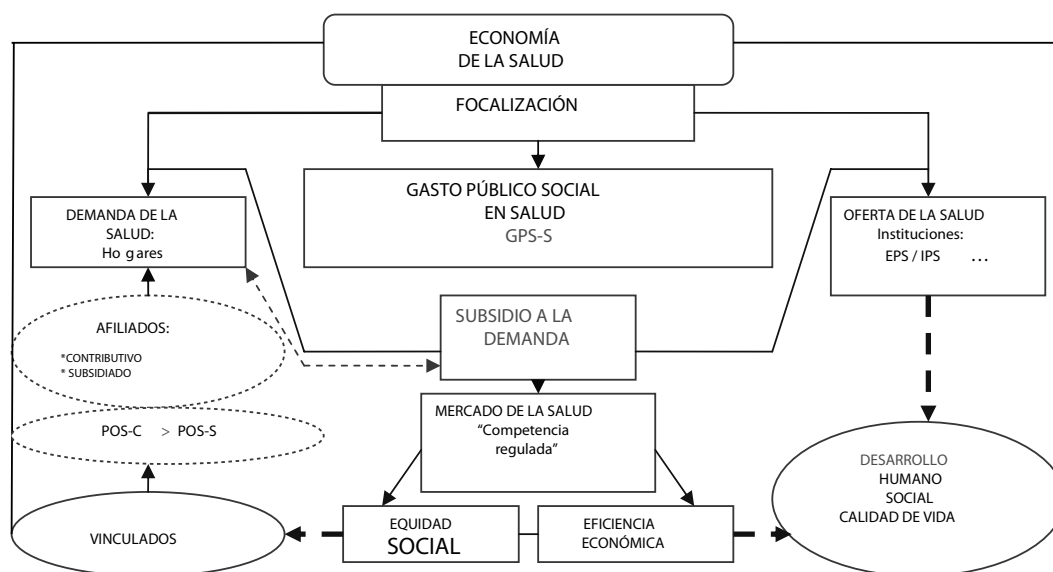 ECONOMÍA
DE LA SALUD
FOCALIZACIÓN
GASTO PÚBLICO SOCIAL
EN SALUD
GPS-S
DEMANDA DE LA
SALUD:
Ho gares
OFERTA DE LA SALUD
Instituciones:
EPS / IPS ...
SUBSIDIO A LA
DEMANDA
AFILIADOS:
*CONTRIBUTIVO
* SUBSIDIADO
MERCADO DE LA SALUD
“Competencia
regulada”
POS-C > POS-S
DESARROLLO
HUMANO
SOCIAL
CALIDAD DE VIDA
VINCULADOS
EQUIDAD
SOCIAL
EFICIENCIA
ECONÓMICA